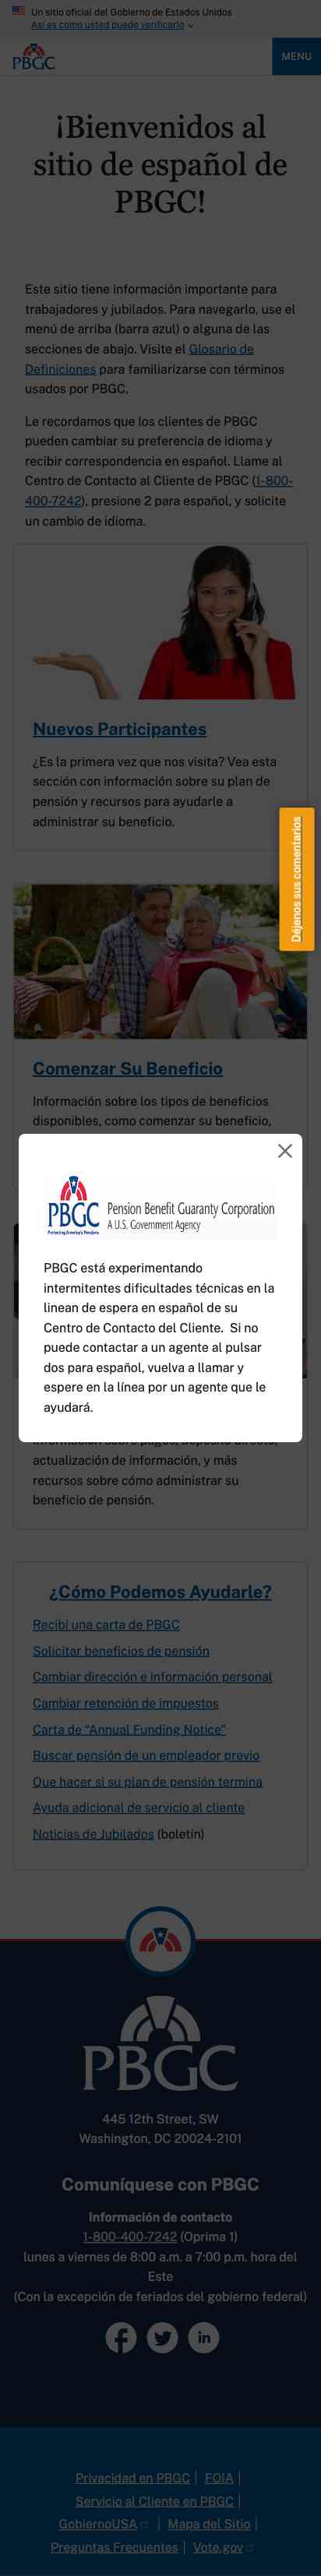 Un sitio oficial del Gobierno de Estados Unidos
Así es como usted puede verificarlo
PBGC
MENU
¡Bienvenidos al
sitio de español de
PBGC!
Este sitio tiene información importante para
trabajadores y jubilados. Para navegarlo, use el
menú de arriba (barra azul) o alguna de las
secciones de abajo. Visite el Glosario de
Definiciones para familiarizarse con términos
usados por PBGC.
Le recordamos que los clientes de PBGC
pueden cambiar su preferencia de idioma y
recibir correspondencia en español. Llame al
Centro de Contacto al Cliente de PBGC (1-800-
400-7242), presione 2 para español, y solicite
un cambio de idioma.
Nuevos Participantes
¿Es la primera vez que nos visita? Vea esta
sección con información sobre su plan de
pensión y recursos para ayudarle a
administrar su beneficio.
Déjenos sus comentarios
Comenzar Su Beneficio
Información sobre los tipos de beneficios
disponibles, como comenzar su beneficio,
PBGC
Protecting America's Pensions
Pension Benefit Guaranty Corporation
A U.S. Government Agency
PBGC está experimentando
intermitentes dificultades técnicas en la
linean de espera en español de su
Centro de Contacto del Cliente.  Si no
puede contactar a un agente al pulsar
dos para español, vuelva a llamar y
espere en la línea por un agente que le
ayudará.
información sobre pagos, depósito directo,
actualización de información, y más
recursos sobre cómo administrar su
beneficio de pensión.
¿Cómo Podemos Ayudarle?
Recibí una carta de PBGC
Solicitar beneficios de pensión
Cambiar dirección e información personal
Cambiar retención de impuestos
Carta de "Annual Funding Notice"
Buscar pensión de un empleador previo
Que hacer si su plan de pensión termina
Ayuda adicional de servicio al cliente
Noticias de Jubilados (boletín)
PBGC
445 12th Street, SW
Washington, DC 20024-2101
Comuníquese con PBGC
Información de contacto
1-800-400-7242 (Oprima 1)
lunes a viernes de 8:00 a.m. a 7:00 p.m. hora del
Este
(Con la excepción de feriados del gobierno federal)
Privacidad en PBGC | FOIA |
Servicio al Cliente en PBGC |
GobiernoUSA | Mapa del Sitio |
Preguntas Frecuentes | Vote.gov